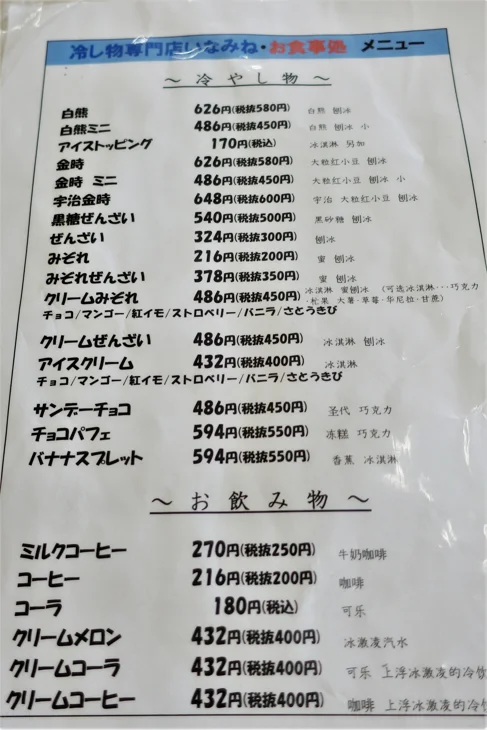 冷し物専門店いなみね・お食事処 メニュー
～ 冷やし物 ～
白熊 626円(税抜580円) 白熊 刨冰
白熊ミニ 486円(税抜450円) 白熊 刨冰 小
アイストッピング 170円(税込) 冰淇淋 另加
金時 626円(税抜580円) 大粒红小豆 刨冰
金時 ミニ 486円(税抜450円) 大粒红小豆 刨冰 小
宇治金時 648円(税抜600円) 宇治 大粒红小豆 刨冰
黒糖ぜんざい 540円(税抜500円) 黑砂糖 刨冰
ぜんざい 324円(税抜300円) 刨冰
みぞれ 216円(税抜200円) 蜜 刨冰
みぞれぜんざい 378円(税抜350円) 蜜 刨冰
クリームみぞれ 486円(税抜450円) 冰淇淋 蜜刨冰 (可选冰淇淋・・・巧克力
・杧果・大薯・草莓・华尼拉・甘蔗)
チョコ/マンゴー/紅イモ/ストロベリー/バニラ/さとうきび
クリームぜんざい 486円(税抜450円) 冰淇淋 刨冰
アイスクリーム 432円(税抜400円) 冰淇淋
チョコ/マンゴー/紅イモ/ストロベリー/バニラ/さとうきび
サンデーチョコ 486円(税抜450円) 圣代 巧克力
チョコパフェ 594円(税抜550円) 冻糕 巧克力
バナナスプレット 594円(税抜550円) 香蕉 冰淇淋
～ お飲み物 ～
ミルクコーヒー 270円(税抜250円) 牛奶咖啡
コーヒー 216円(税抜200円) 咖啡
コーラ 180円(税込) 可乐
クリームメロン 432円(税抜400円) 冰激凌汽水
クリームコーラ 432円(税抜400円) 可乐 上浮冰激凌的冷饮
クリームコーヒー 432円(税抜400円) 咖啡 上浮冰激凌的冷饮